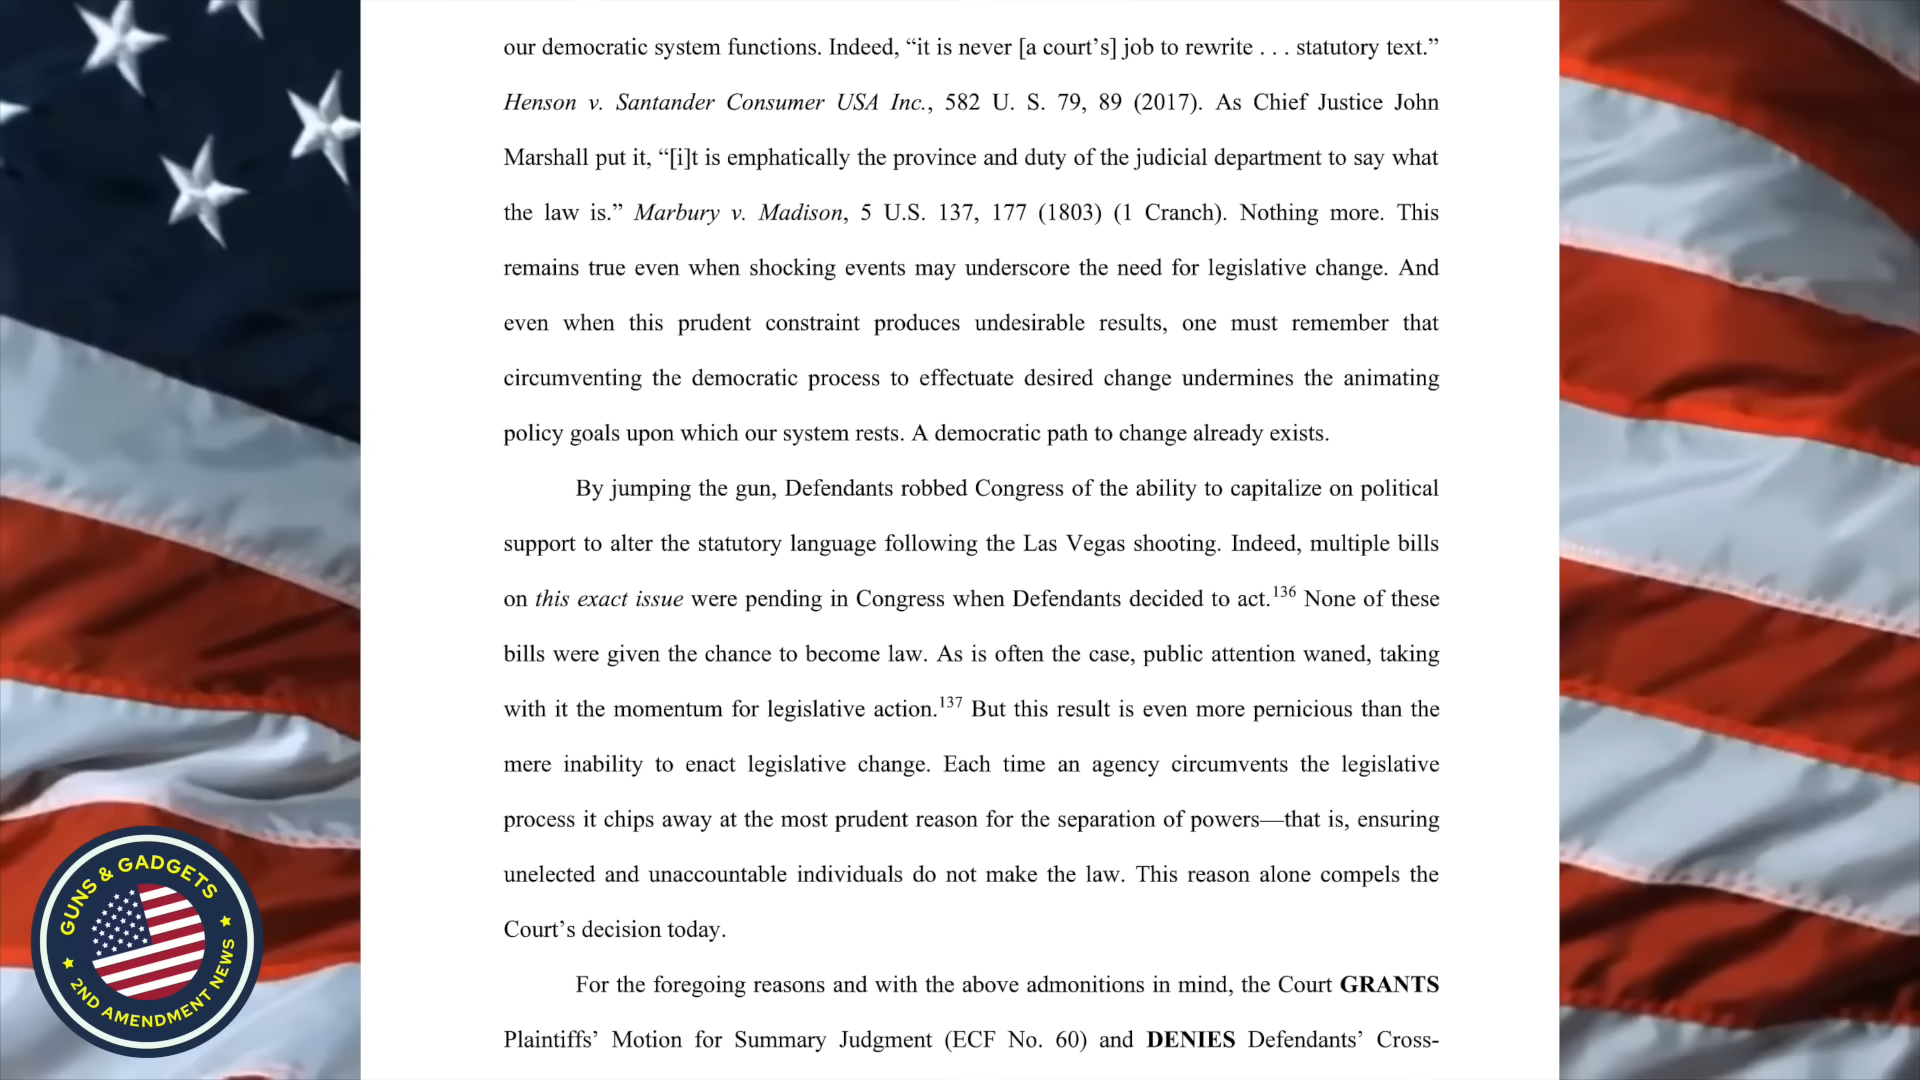 our democratic system functions. Indeed, “it is never [a court’s] job to rewrite . . . statutory text.”
Henson v. Santander Consumer USA Inc., 582 U. S. 79, 89 (2017). As Chief Justice John
Marshall put it, “[i]t is emphatically the province and duty of the judicial department to say what
the law is.” Marbury v. Madison, 5 U.S. 137, 177 (1803) (1 Cranch). Nothing more. This
remains true even when shocking events may underscore the need for legislative change. And
even when this prudent constraint produces undesirable results, one must remember that
circumventing the democratic process to effectuate desired change undermines the animating
policy goals upon which our system rests. A democratic path to change already exists.
By jumping the gun, Defendants robbed Congress of the ability to capitalize on political
support to alter the statutory language following the Las Vegas shooting. Indeed, multiple bills
on this exact issue were pending in Congress when Defendants decided to act.136 None of these
bills were given the chance to become law. As is often the case, public attention waned, taking
with it the momentum for legislative action.137 But this result is even more pernicious than the
mere inability to enact legislative change. Each time an agency circumvents the legislative
process it chips away at the most prudent reason for the separation of powers—that is, ensuring
unelected and unaccountable individuals do not make the law. This reason alone compels the
Court’s decision today.
For the foregoing reasons and with the above admonitions in mind, the Court GRANTS
Plaintiffs’ Motion for Summary Judgment (ECF No. 60) and DENIES Defendants’ Cross-
GUNS & GADGETS
2ND AMENDMENT NEWS